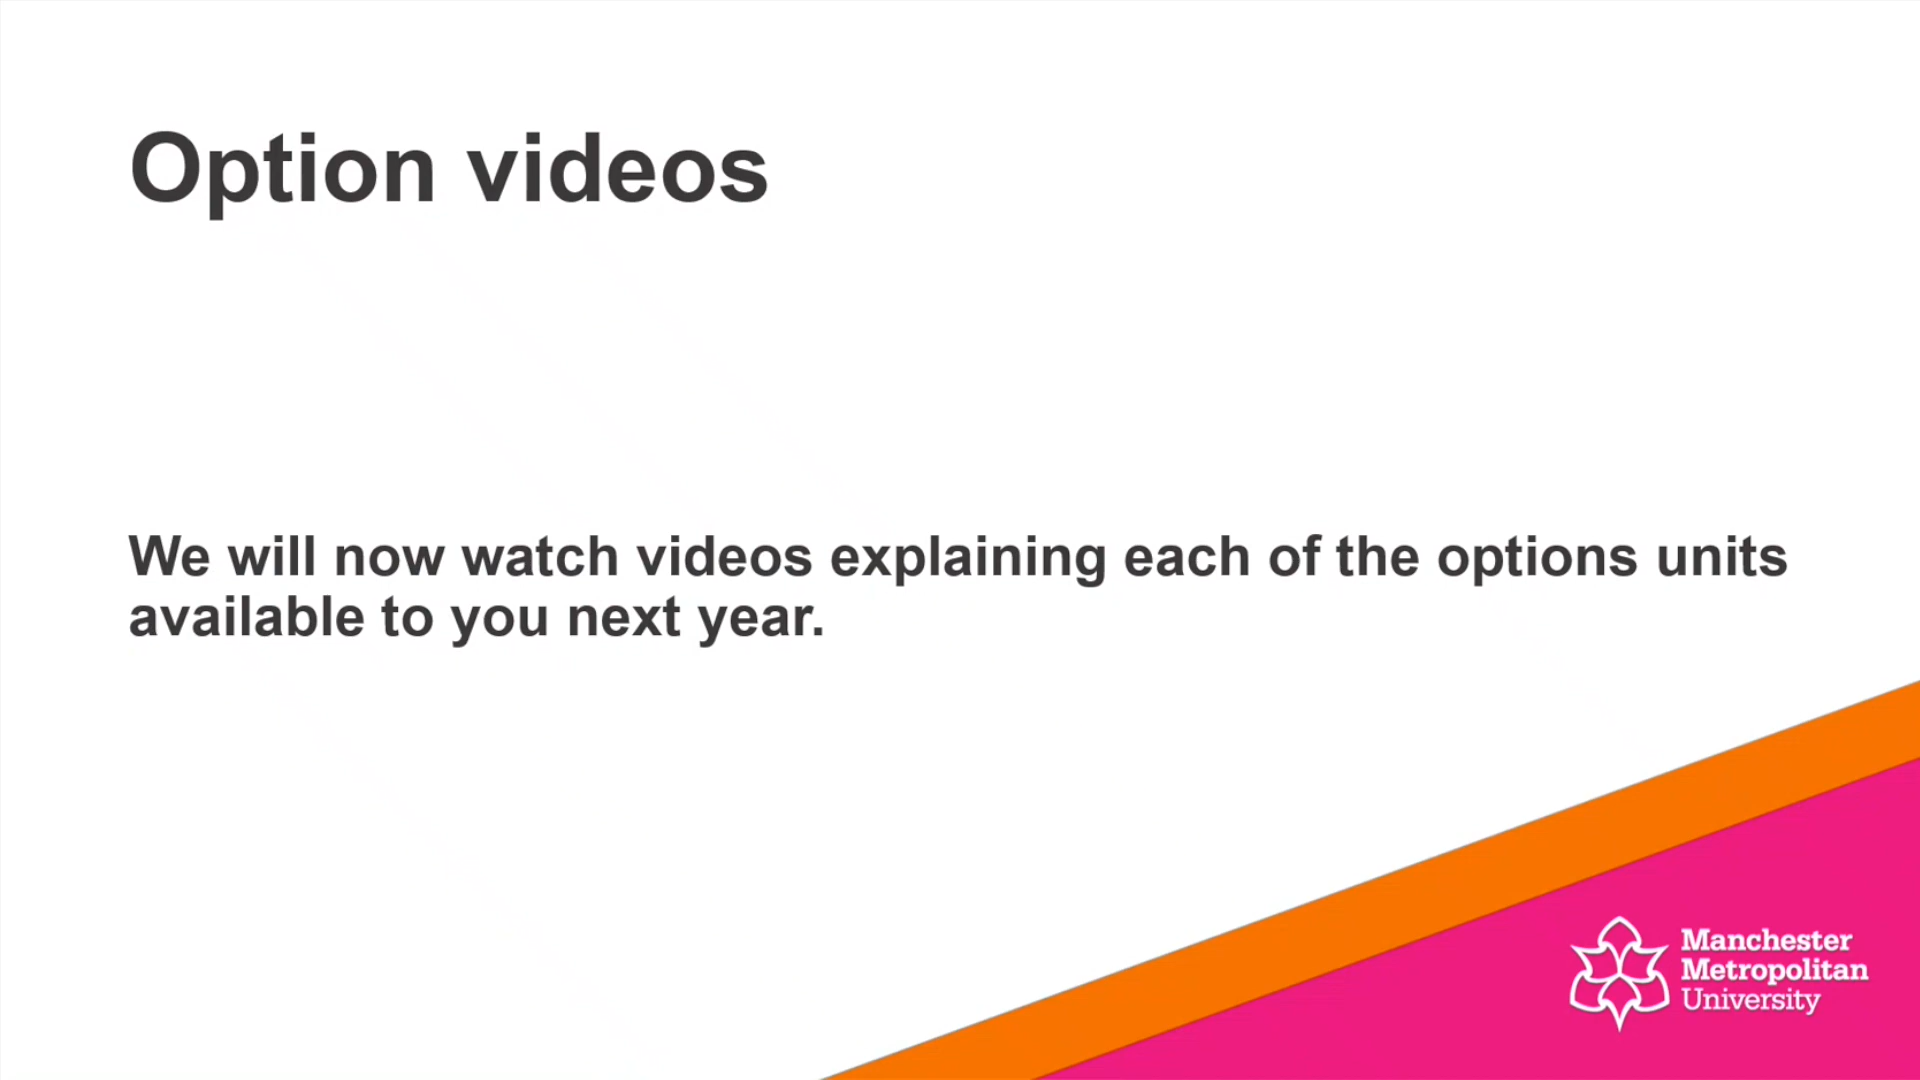 Option videos
We will now watch videos explaining each of the options units
available to you next year.
Manchester
Metropolitan
University